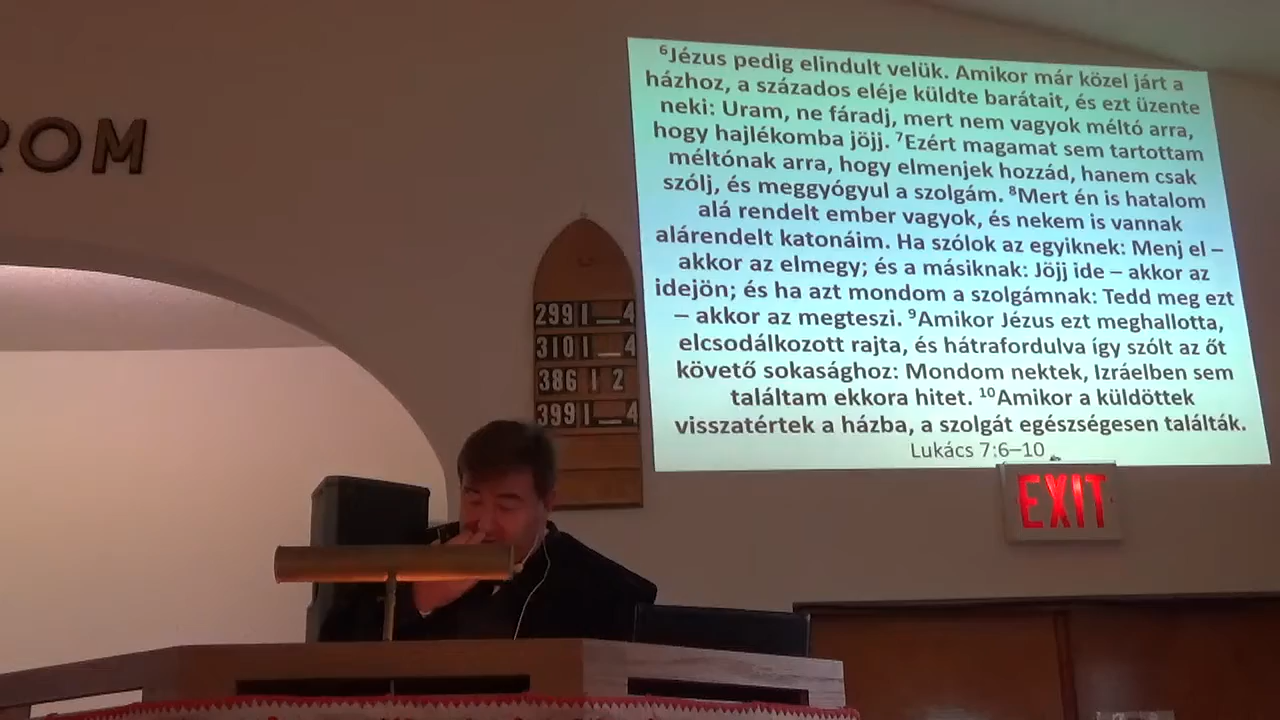 ROM
⁶Jézus pedig elindult velük. Amikor már közel járt a
házhoz, a százados eléje küldte barátait, és ezt üzente
neki: Uram, ne fáradj, mert nem vagyok méltó arra,
hogy hajlékomba jöjj. ⁷Ezért magamat sem tartottam
méltónak arra, hogy elmenjek hozzád, hanem csak
szólj, és meggyógyul a szolgám. ⁸Mert én is hatalom
alá rendelt ember vagyok, és nekem is vannak
alárendelt katonáim. Ha szólok az egyiknek: Menj el –
akkor az elmegy; és a másiknak: Jöjj ide – akkor az
idejön; és ha azt mondom a szolgámnak: Tedd meg ezt
– akkor az megteszi. ⁹Amikor Jézus ezt meghallotta,
elcsodálkozott rajta, és hátrafordulva így szólt az őt
követő sokasághoz: Mondom nektek, Izráelben sem
találtam ekkora hitet. ¹⁰Amikor a küldöttek
visszatértek a házba, a szolgát egészségesen találták.
Lukács 7:6–10
299 1 _ 4
310 1 _ 4
386 1 2
399 1 _ 4
EXIT